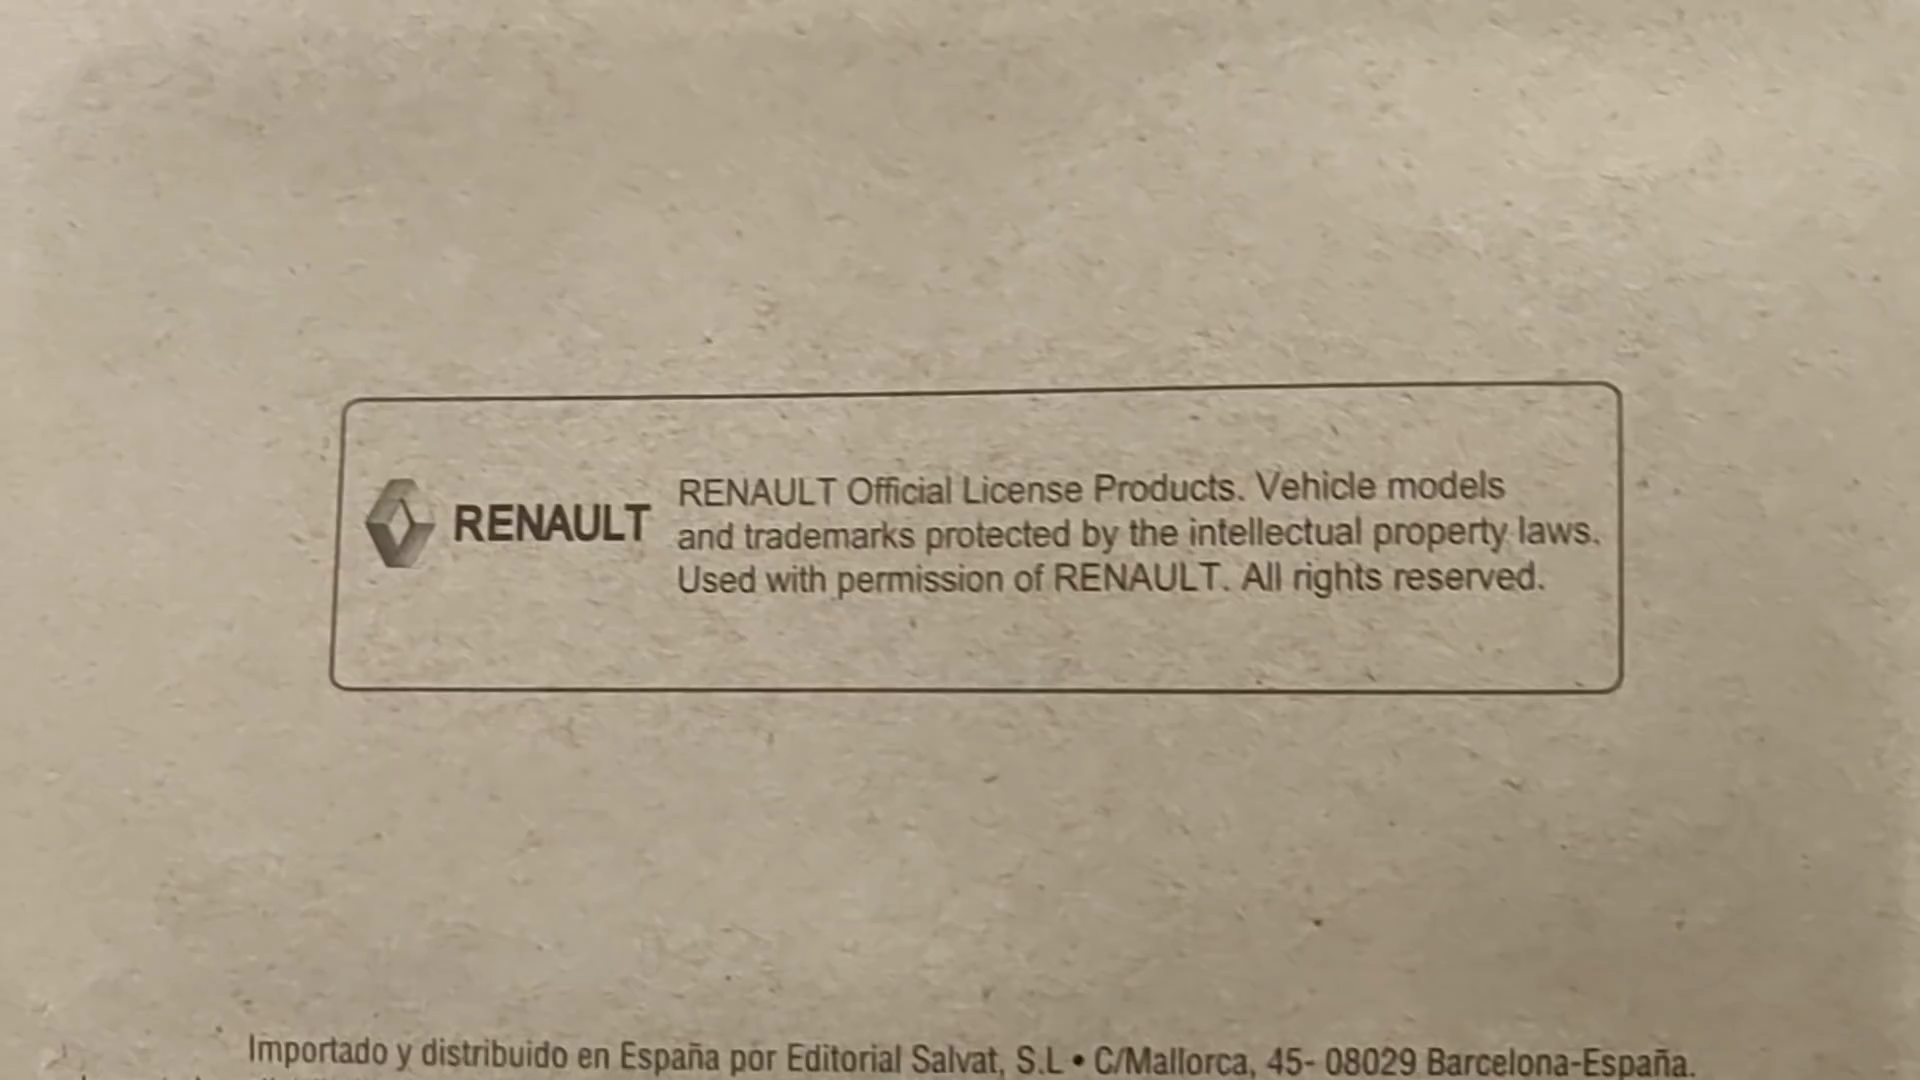 RENAULT
RENAULT Official License Products. Vehicle models
and trademarks protected by the intellectual property laws.
Used with permission of RENAULT. All rights reserved.
Importado y distribuido en España por Editorial Salvat, S.L • C/Mallorca, 45- 08029 Barcelona-España.